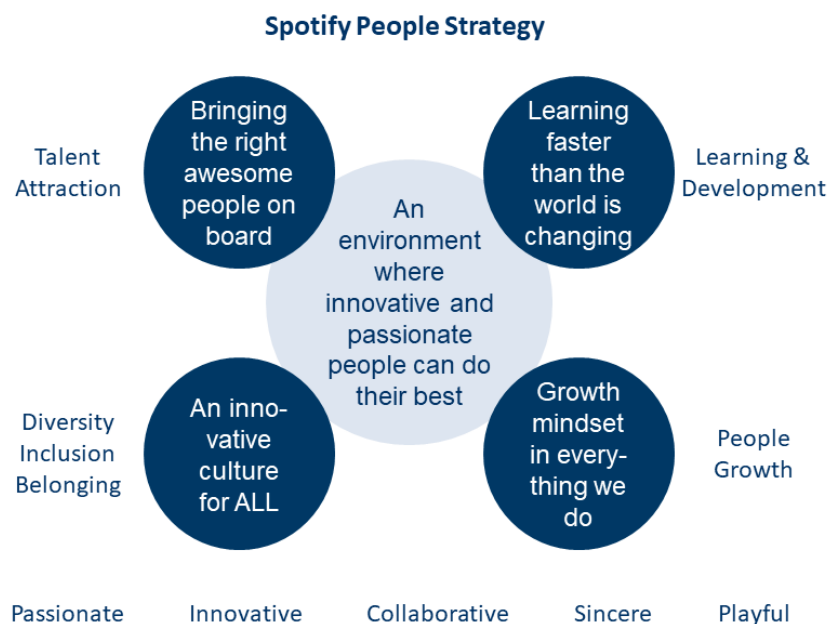 Spotify People Strategy
Talent
Attraction
Bringing
the right
awesome
people on
board
Learning
faster
than the
world is
changing
Learning &
Development
An
environment
where
innovative and
passionate
people can do
their best
Diversity
Inclusion
Belonging
An inno-
vative
culture
for ALL
Growth
mindset
in every-
thing we
do
People
Growth
Passionate Innovative Collaborative Sincere Playful